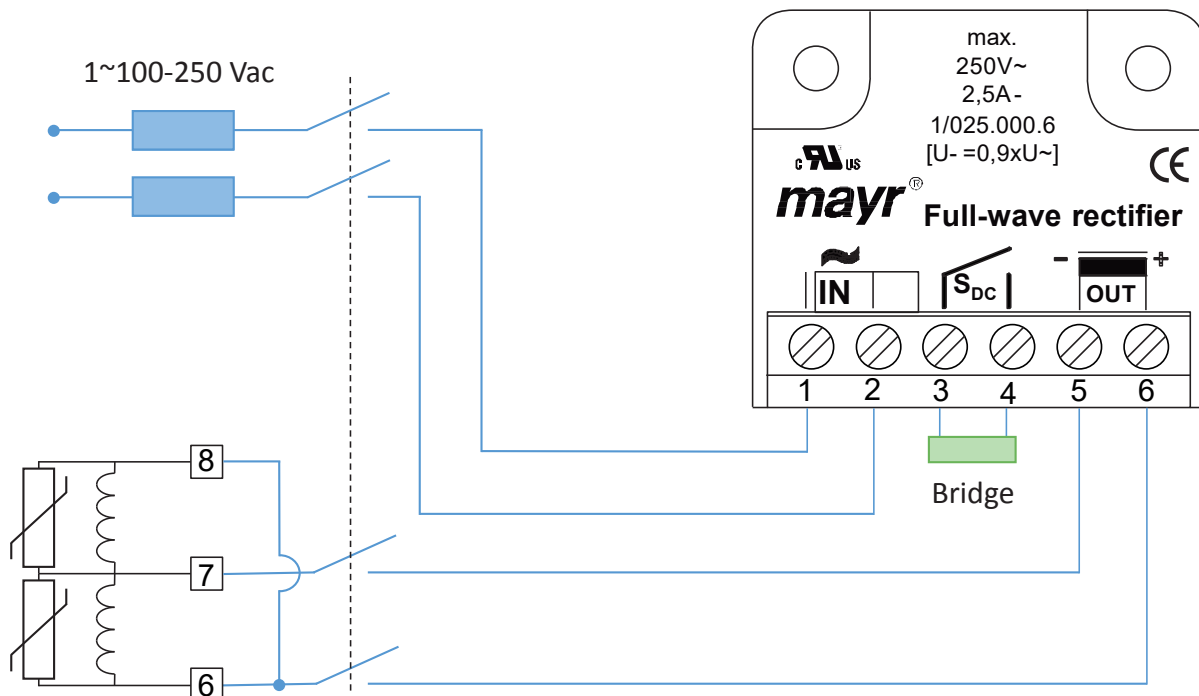 1~100-250 Vac
max.
250V~
2,5A-
1/025.000.6
[U- =0,9xU~]
c RU US
CE
mayr®
Full-wave rectifier
~
- +
IN
SDC
OUT
1 2 3 4 5 6
Bridge
8
7
6